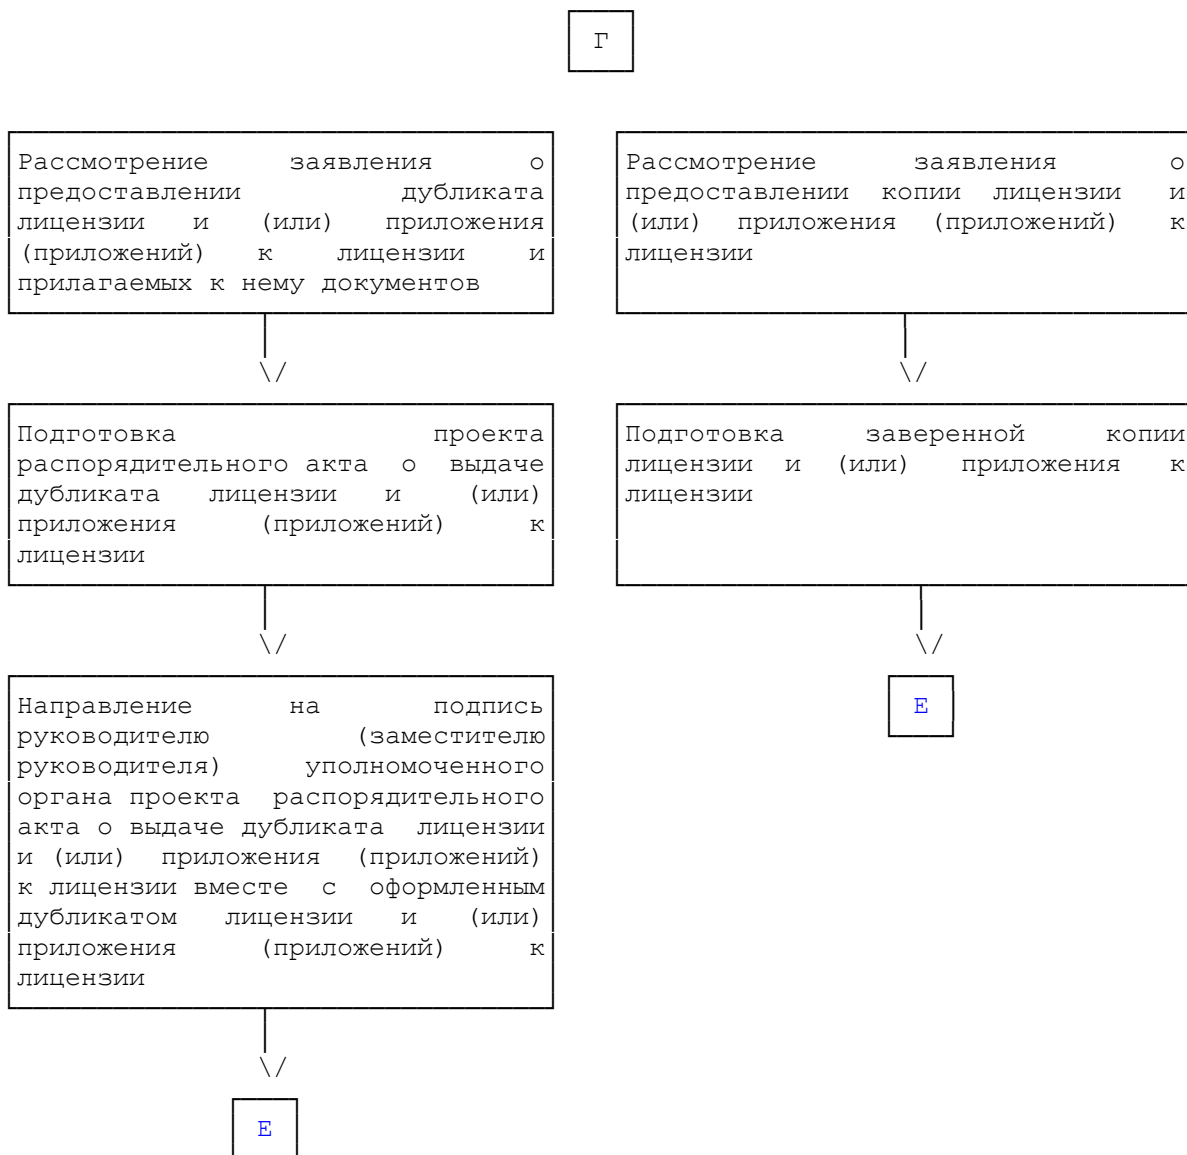 Г
Рассмотрение заявления о
предоставлении дубликата
лицензии и (или) приложения
(приложений) к лицензии и
прилагаемых к нему документов
Рассмотрение заявления о
предоставлении копии лицензии и
(или) приложения (приложений) к
лицензии
\/
\/
Подготовка проекта
распорядительного акта о выдаче
дубликата лицензии и (или)
приложения (приложений) к
лицензии
Подготовка заверенной копии
лицензии и (или) приложения к
лицензии
\/
\/
Направление на подпись
руководителю (заместителю
руководителя) уполномоченного
органа проекта распорядительного
акта о выдаче дубликата лицензии
и (или) приложения (приложений)
к лицензии вместе с оформленным
дубликатом лицензии и (или)
приложения (приложений) к
лицензии
Е
\/
Е